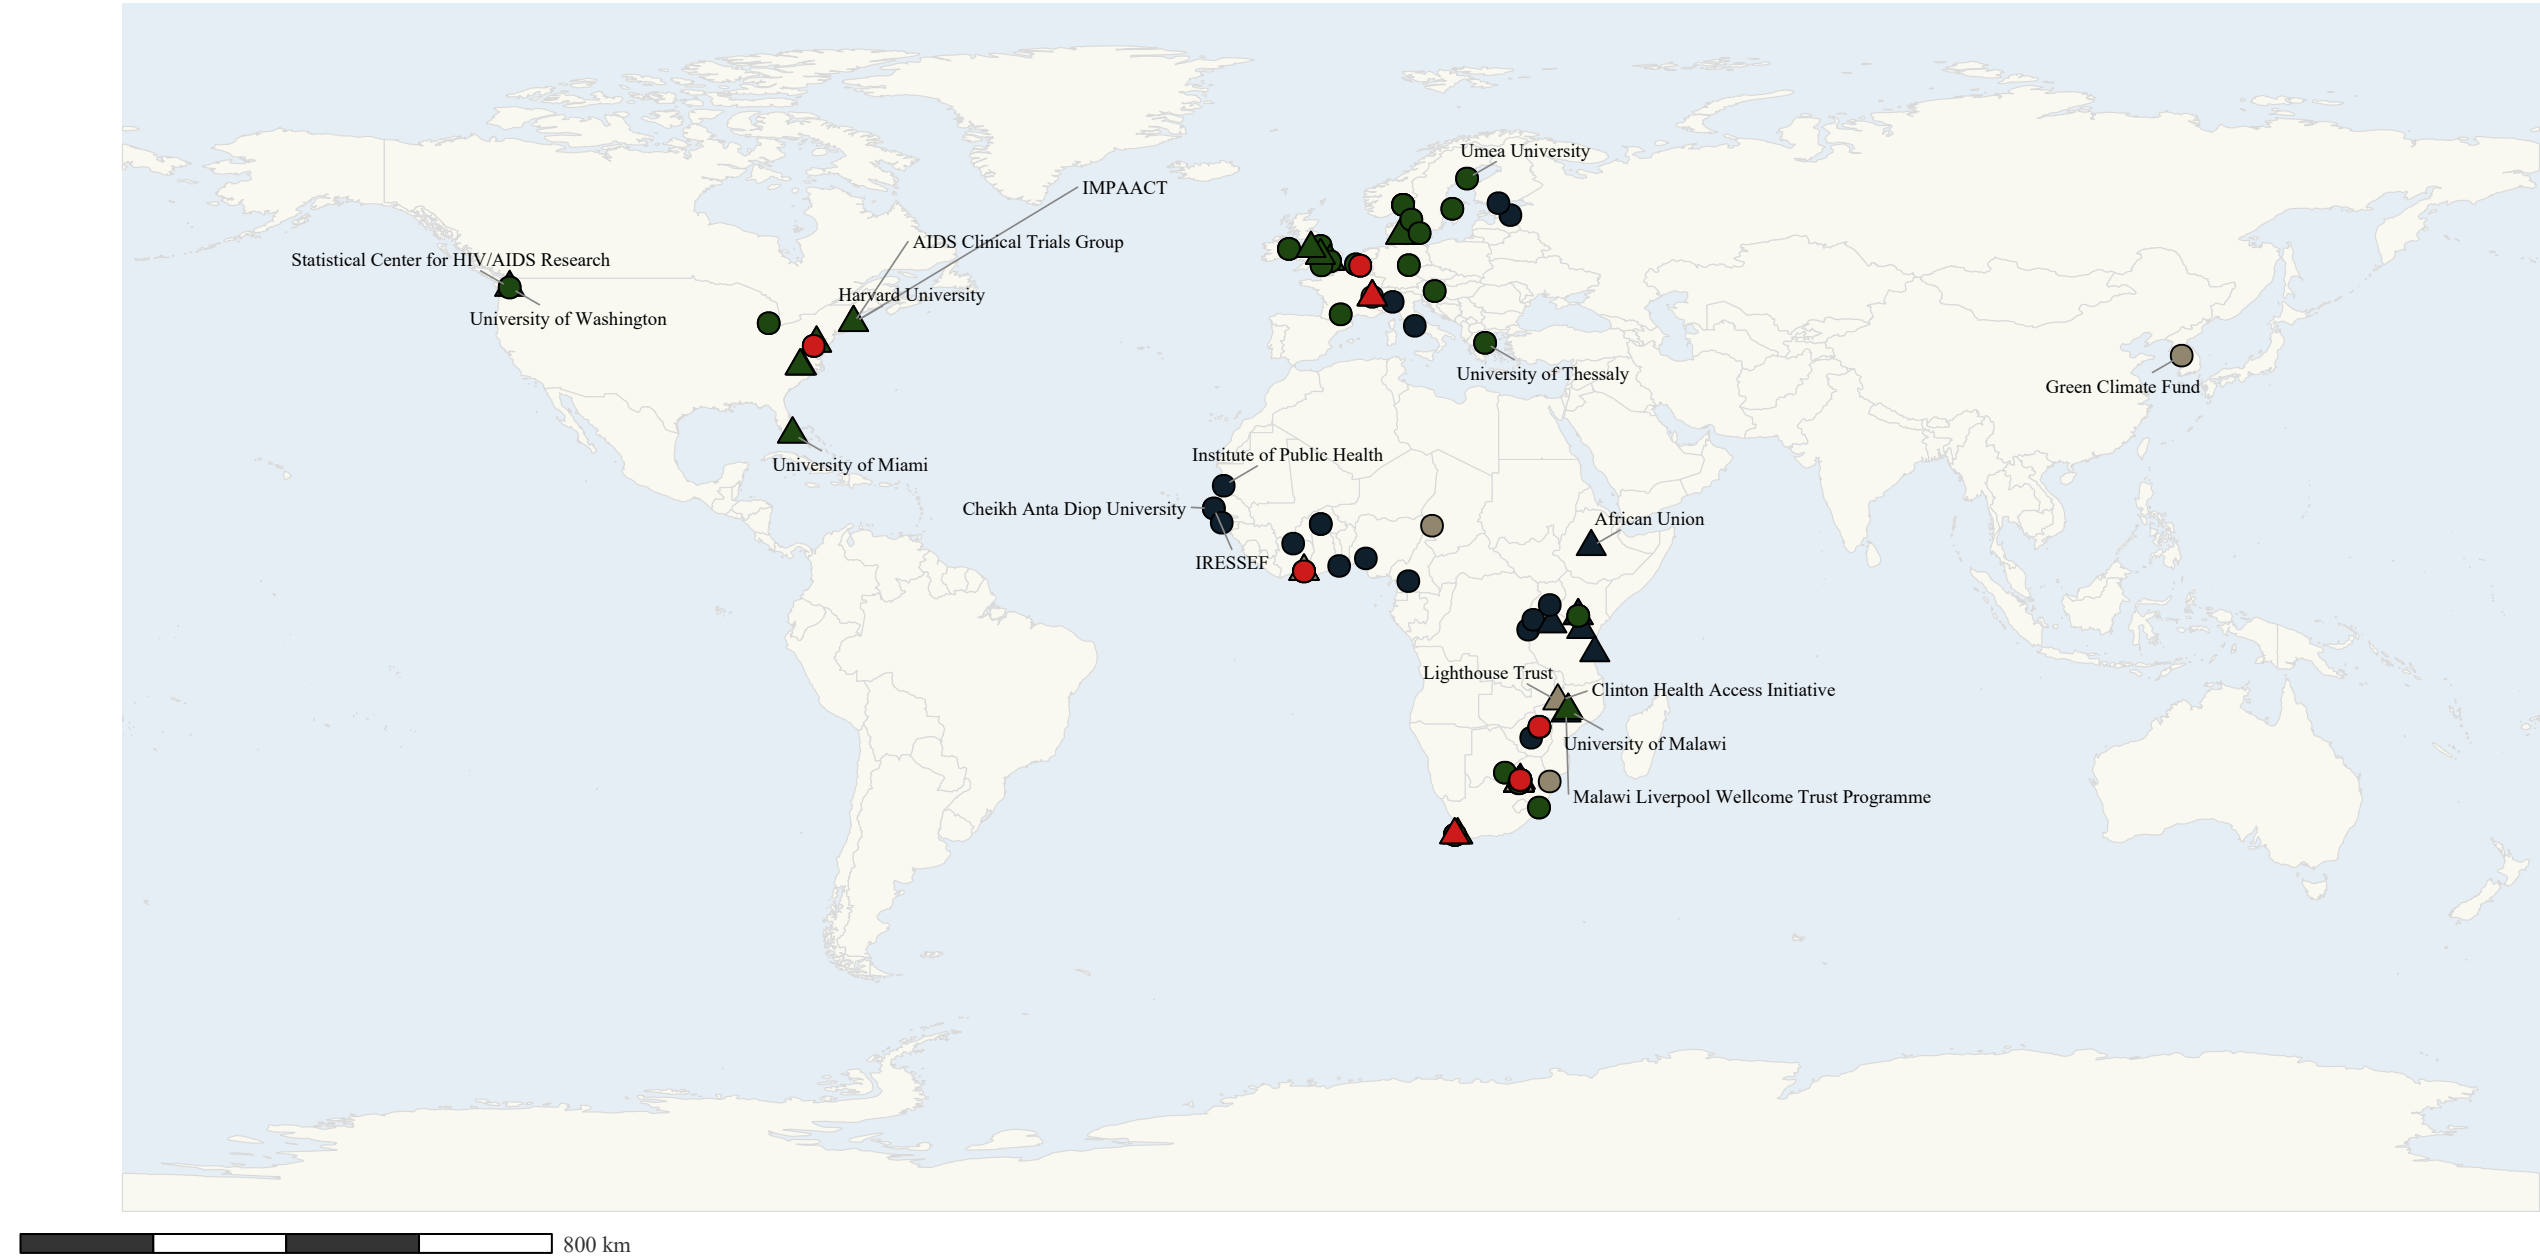 Umea University
IMPAACT
AIDS Clinical Trials Group
Statistical Center for HIV/AIDS Research
Harvard University
University of Washington
University of Thessaly
Green Climate Fund
Institute of Public Health
University of Miami
Cheikh Anta Diop University
African Union
IRESSEF
Lighthouse Trust
Clinton Health Access Initiative
University of Malawi
Malawi Liverpool Wellcome Trust Programme
800 km